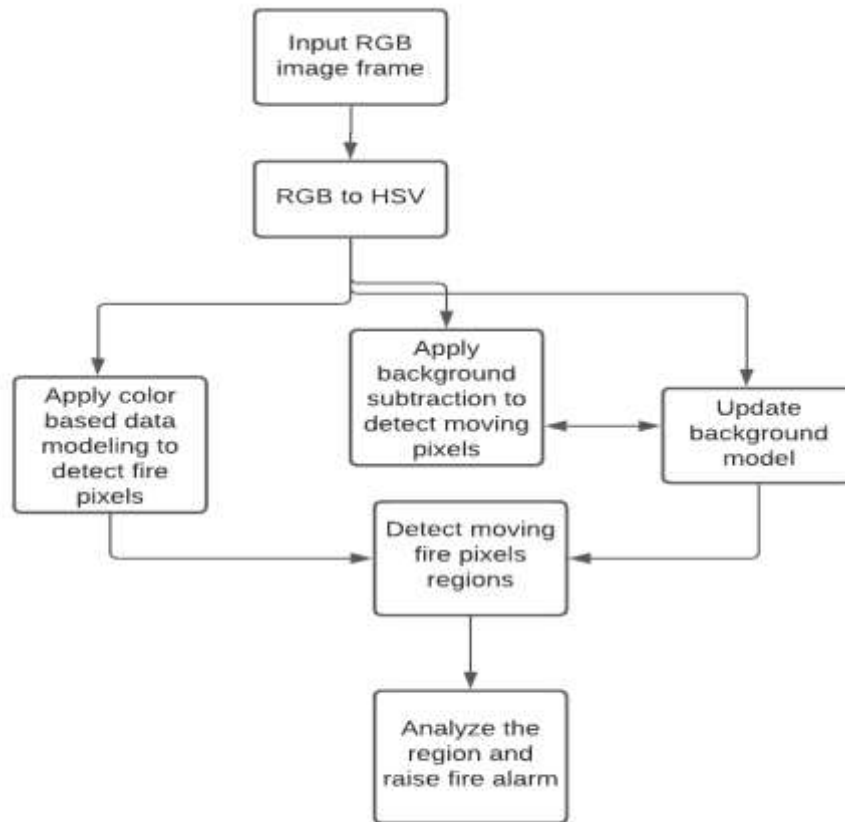 Input RGB
image frame
RGB to HSV
Apply color
based data
modeling to
detect fire
pixels
Apply
background
subtraction to
detect moving
pixels
Update
background
model
Detect moving
fire pixels
regions
Analyze the
region and
raise fire alarm